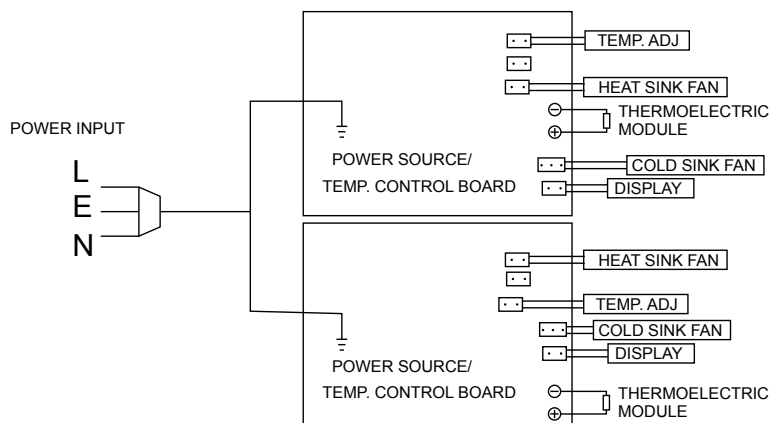 TEMP. ADJ
HEAT SINK FAN
THERMOELECTRIC
MODULE
POWER INPUT
L
E
N
POWER SOURCE/
TEMP. CONTROL BOARD
COLD SINK FAN
DISPLAY
HEAT SINK FAN
TEMP. ADJ
COLD SINK FAN
DISPLAY
POWER SOURCE/
TEMP. CONTROL BOARD
THERMOELECTRIC
MODULE